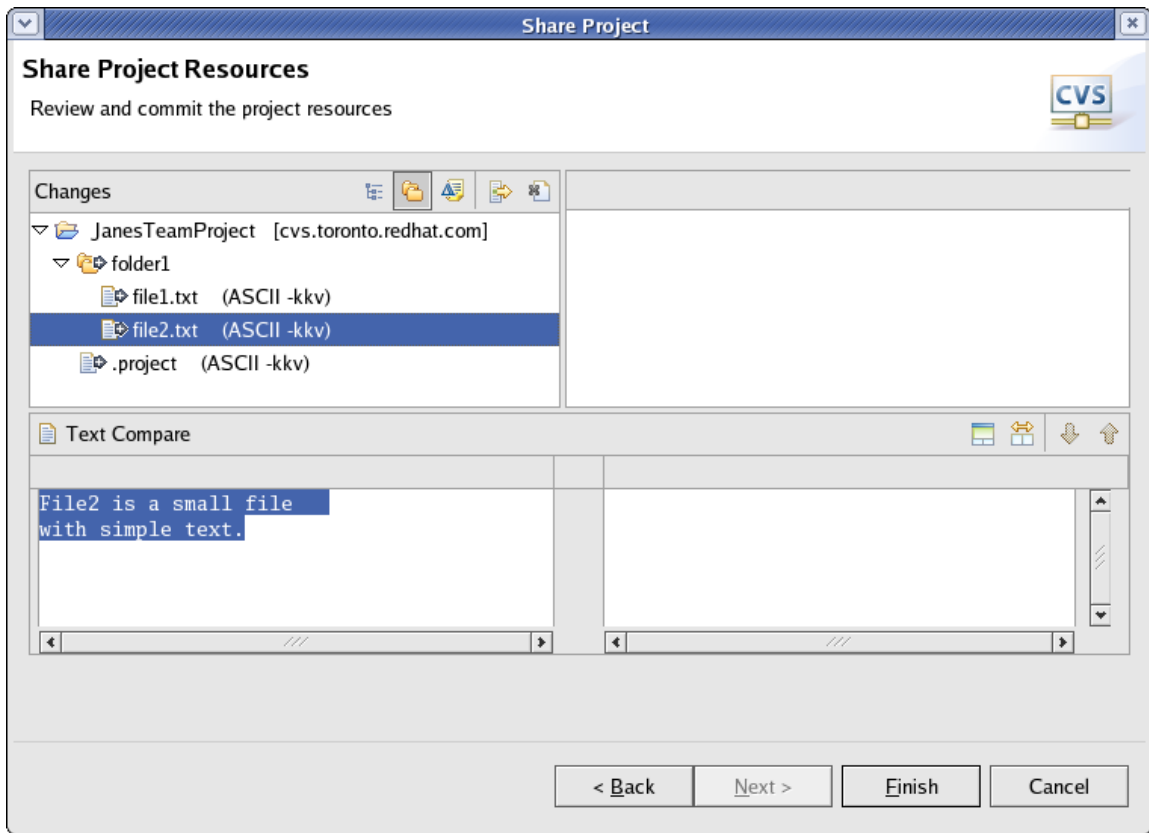 Share Project
Share Project Resources
Review and commit the project resources
CVS
Changes
JanesTeamProject [cvs.toronto.redhat.com]
folder1
file1.txt (ASCII -kkv)
file2.txt (ASCII -kkv)
.project (ASCII -kkv)
Text Compare
File2 is a small file
with simple text.
< Back Next > Finish Cancel